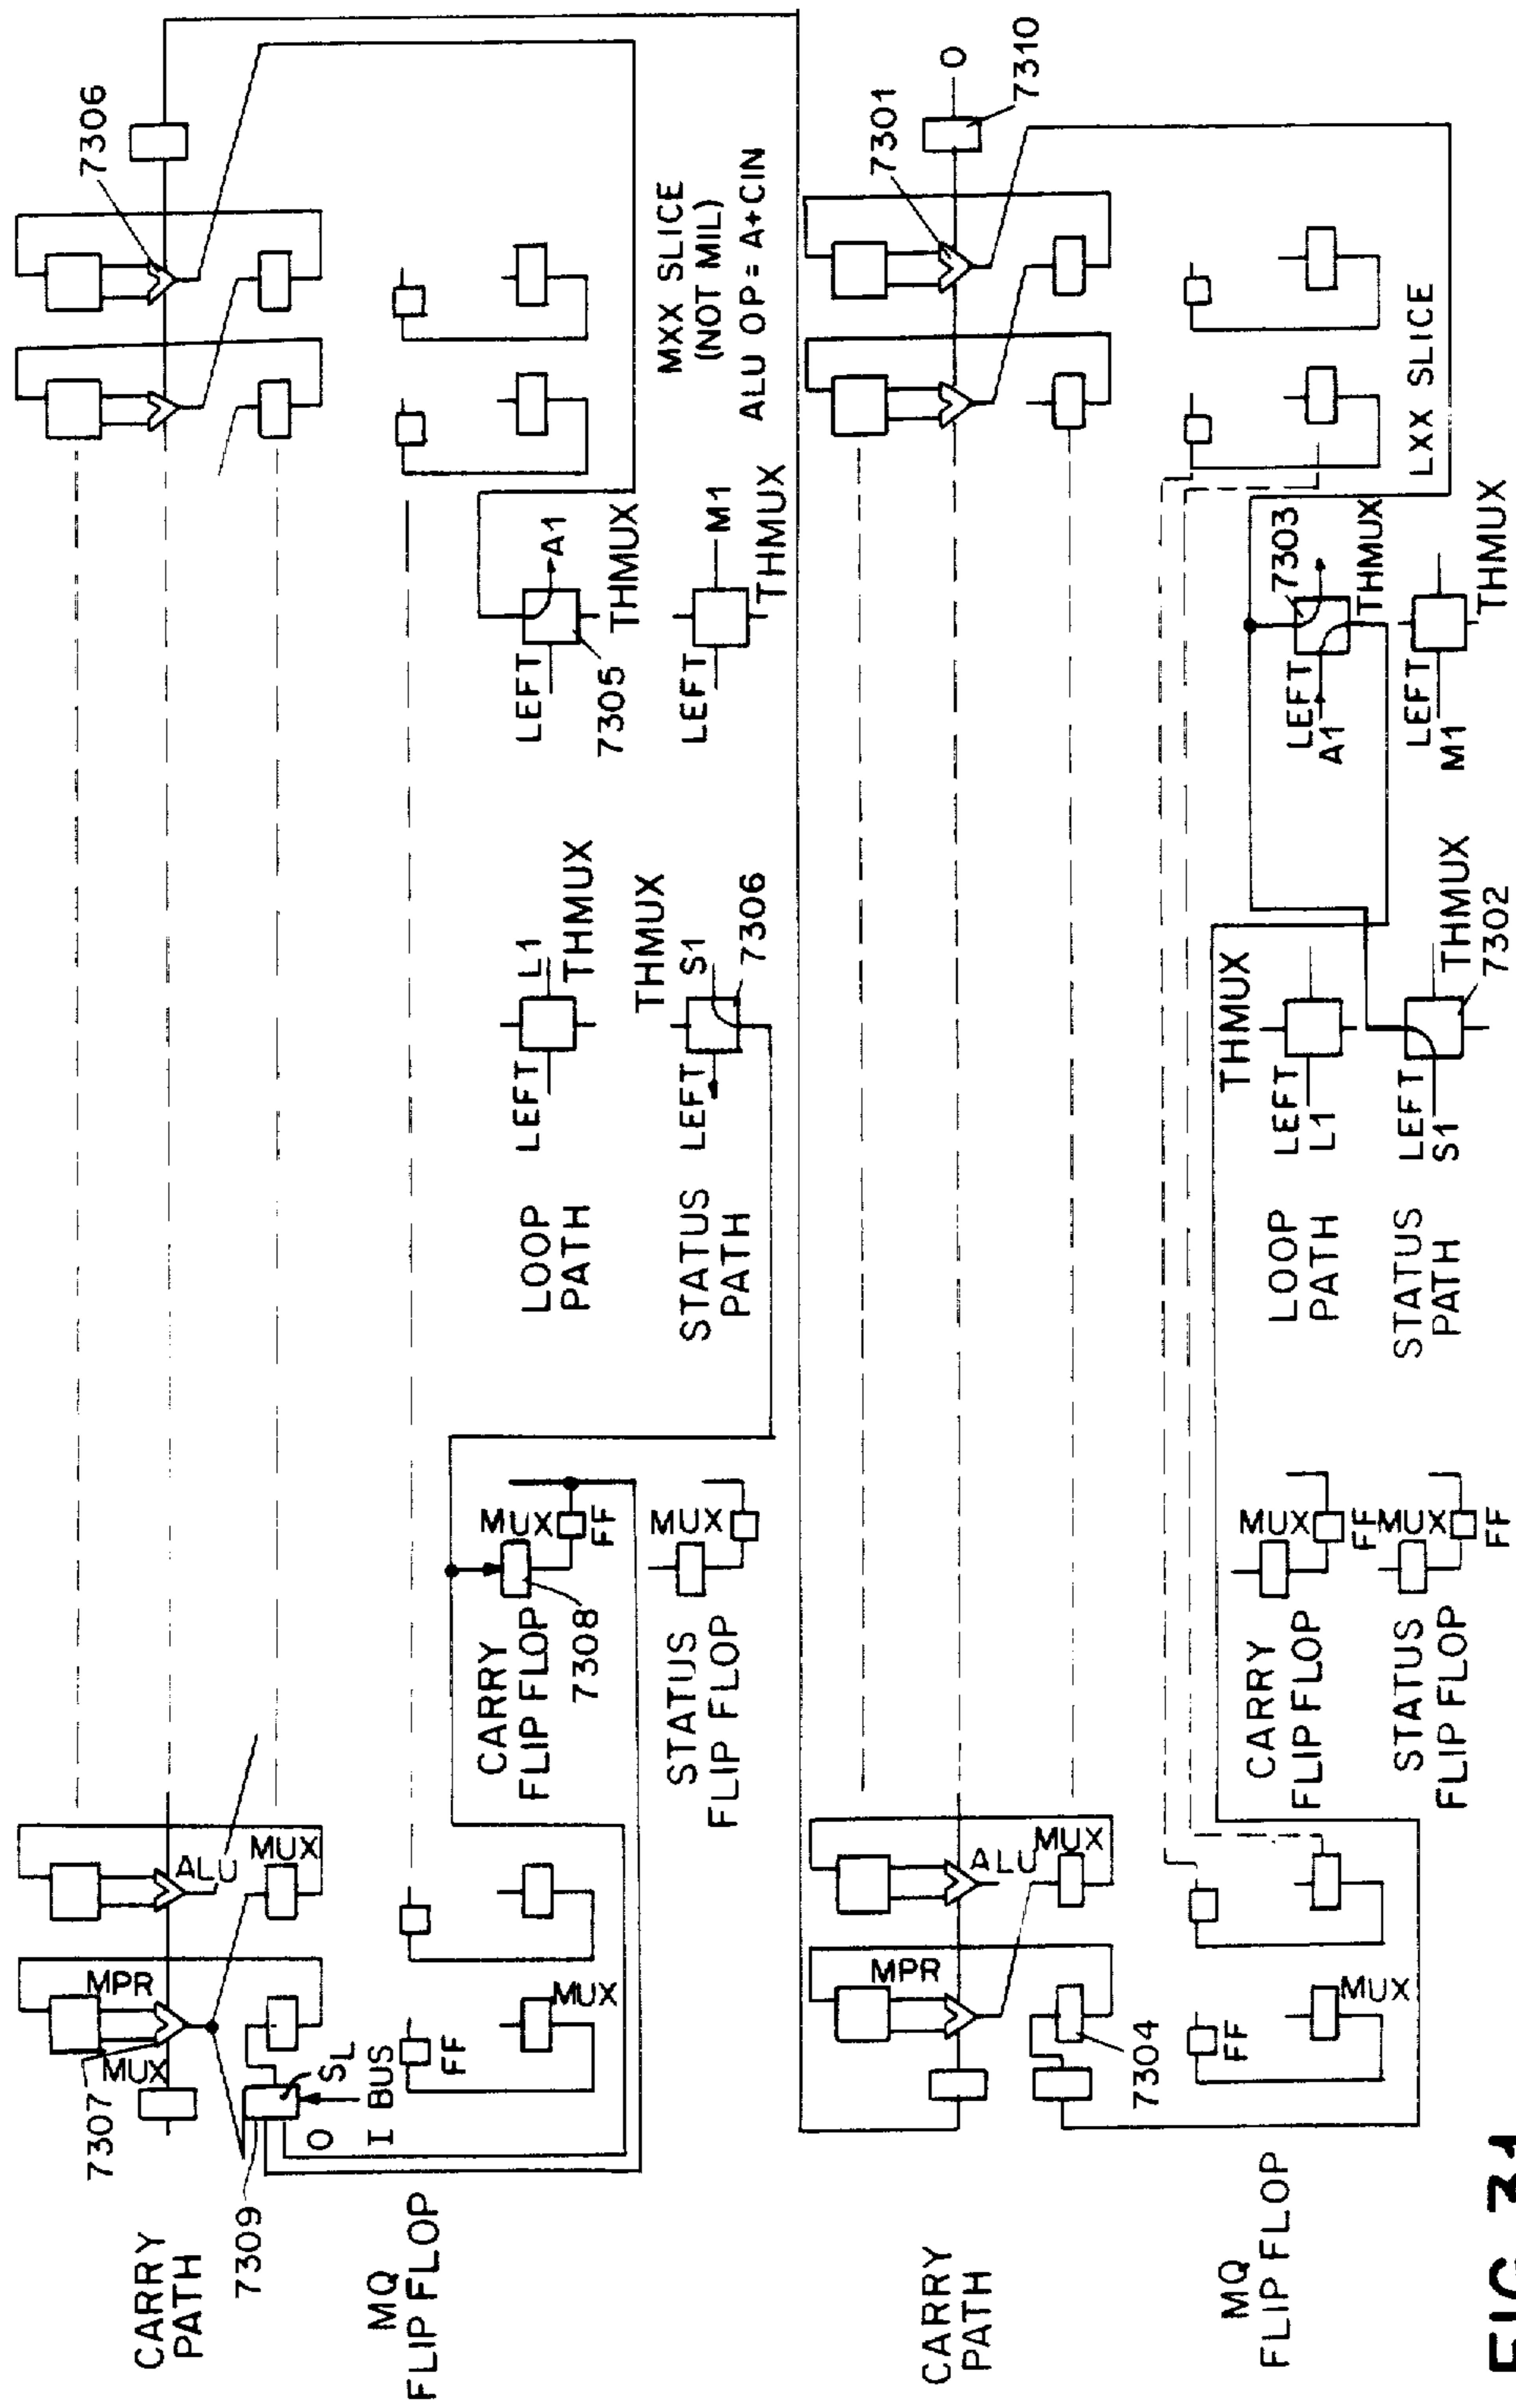 CARRY
PATH
7307
MUX
MPR
ALU
MUX
7306
7309
SL
O
I BUS
MQ
FLIP FLOP
FF
MUX
CARRY
FLIP FLOP
7308
MUX
FF
LOOP
PATH
LEFT
L1
THMUX
LEFT
A1
THMUX
7305
STATUS
FLIP FLOP
MUX
STATUS
PATH
LEFT
S1
THMUX
7306
LEFT
M1
THMUX
MXX SLICE
(NOT MIL)
ALU OP = A+CIN
CARRY
PATH
MPR
ALU
MUX
7301
O
7310
7304
MQ
FLIP FLOP
FF
MUX
CARRY
FLIP FLOP
MUX
FF
LOOP
PATH
LEFT
L1
THMUX
LEFT
A1
7303
THMUX
LXX SLICE
STATUS
FLIP FLOP
MUX
FF
STATUS
PATH
LEFT
S1
THMUX
7302
LEFT
M1
THMUX
FIG. 31